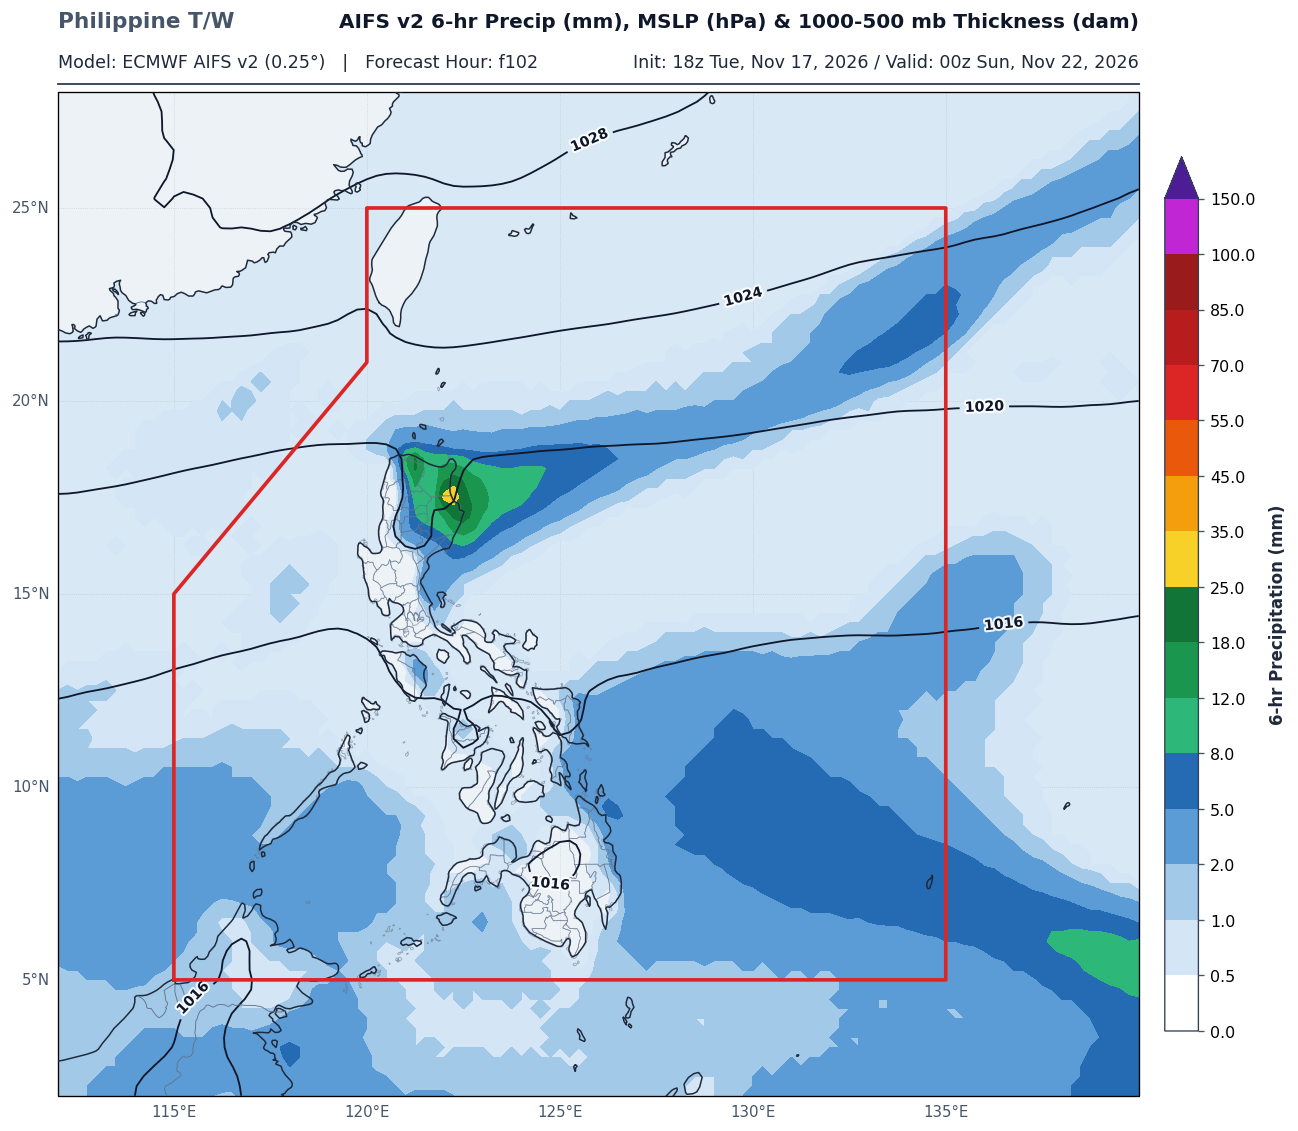 Philippine T/W
AIFS v2 6-hr Precip (mm), MSLP (hPa) & 1000-500 mb Thickness (dam)
Model: ECMWF AIFS v2 (0.25°) | Forecast Hour: f102
Init: 18z Tue, Nov 17, 2026 / Valid: 00z Sun, Nov 22, 2026
1028
1024
1020
1016
1016
1016
25°N
20°N
15°N
10°N
5°N
115°E
120°E
125°E
130°E
135°E
150.0
100.0
85.0
70.0
55.0
45.0
35.0
25.0
18.0
12.0
8.0
5.0
2.0
1.0
0.5
0.0
6-hr Precipitation (mm)